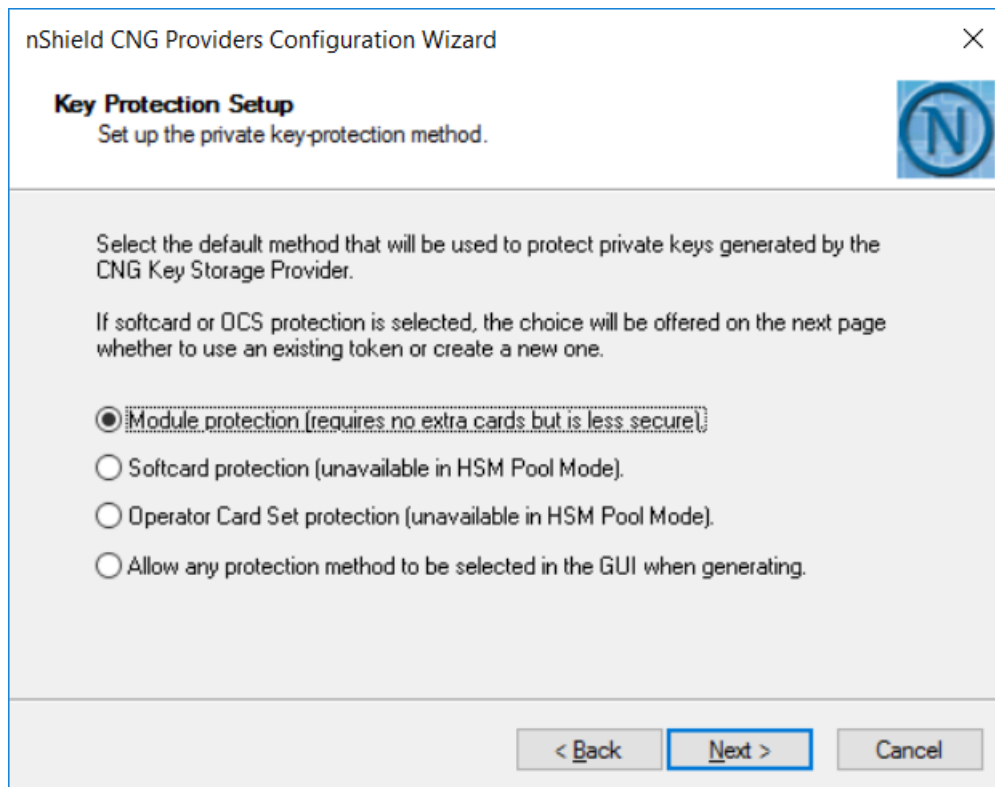 nShield CNG Providers Configuration Wizard
Key Protection Setup
Set up the private key-protection method.
N
Select the default method that will be used to protect private keys generated by the
CNG Key Storage Provider.
If softcard or OCS protection is selected, the choice will be offered on the next page
whether to use an existing token or create a new one.
Module protection (requires no extra cards but is less secure).
Softcard protection (unavailable in HSM Pool Mode).
Operator Card Set protection (unavailable in HSM Pool Mode).
Allow any protection method to be selected in the GUI when generating.
< Back Next > Cancel